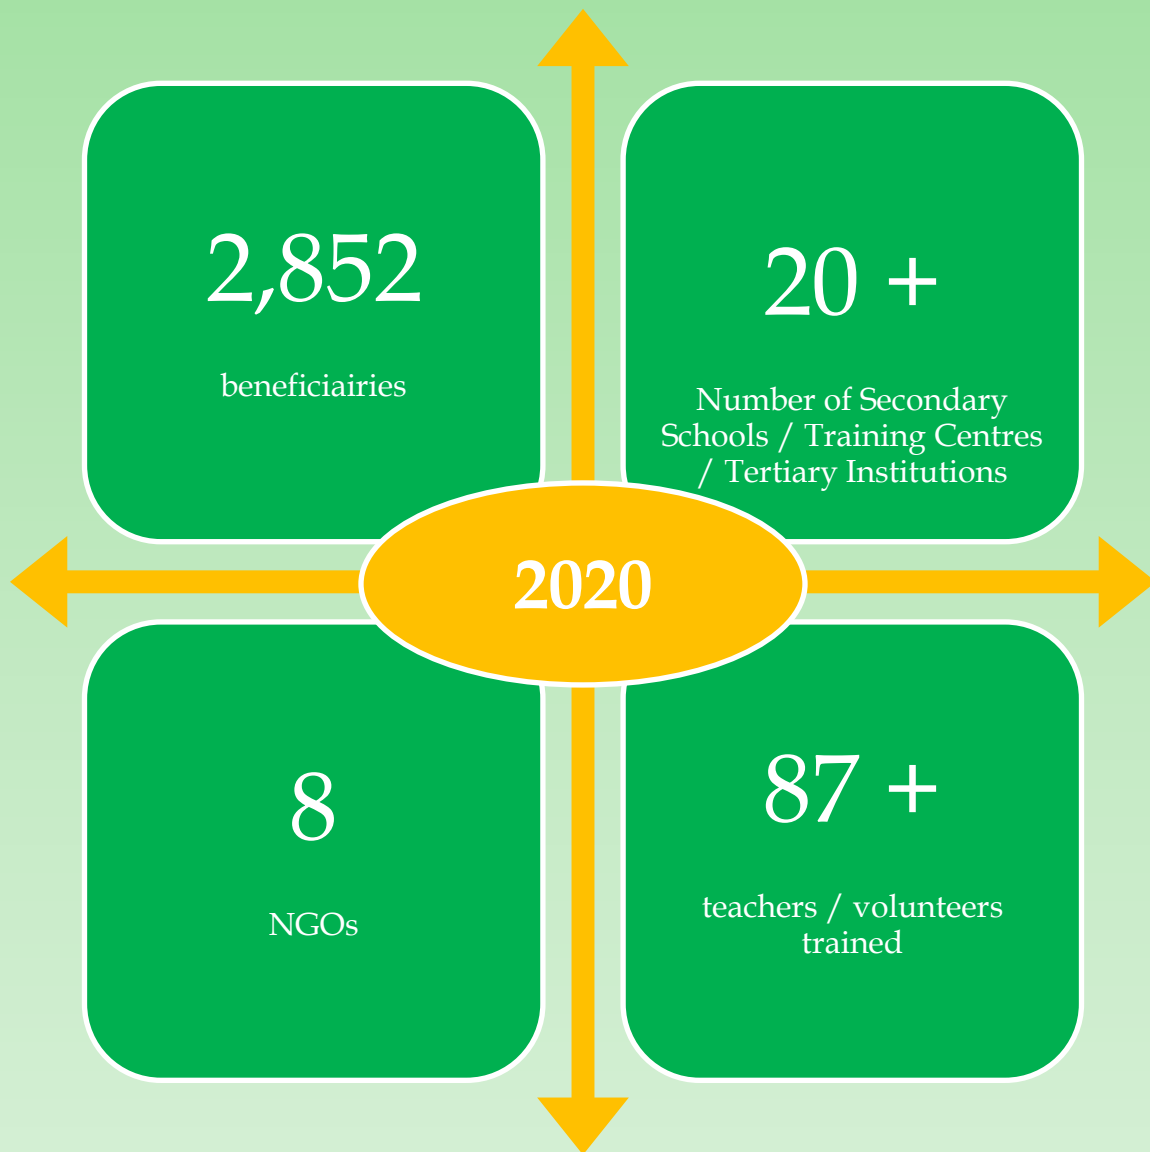 2,852
beneficiairies
20 +
Number of Secondary
Schools / Training Centres
/ Tertiary Institutions
2020
8
NGOs
87 +
teachers / volunteers
trained